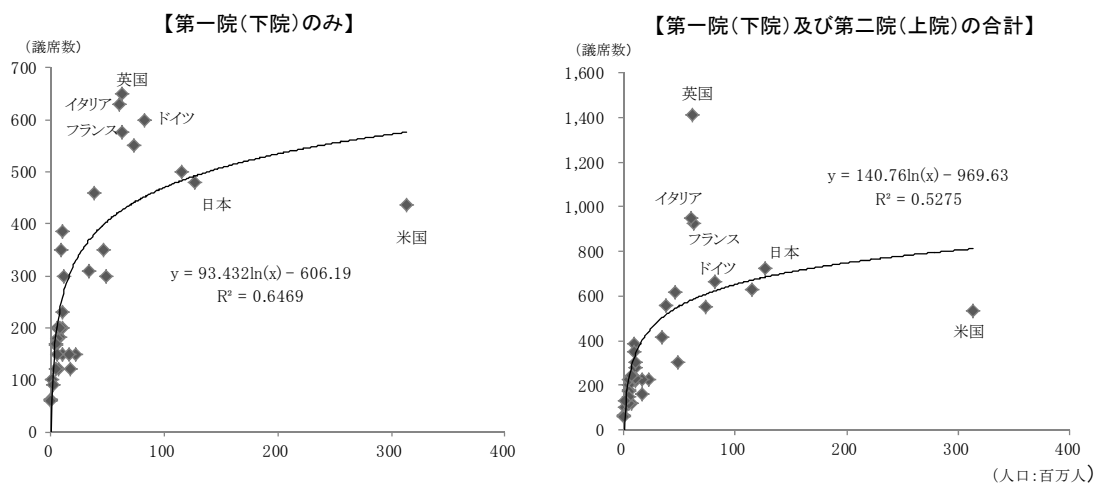 【第一院（下院）のみ】
（議席数）
700
600
500
400
300
200
100
0
0
100
200
300
400
英国
イタリア
ドイツ
フランス
日本
米国
y = 93.432ln(x) − 606.19
R² = 0.6469
【第一院（下院）及び第二院（上院）の合計】
（議席数）
1,600
1,400
1,200
1,000
800
600
400
200
0
0
100
200
300
400
英国
y = 140.76ln(x) − 969.63
R² = 0.5275
イタリア
フランス
日本
ドイツ
米国
（人口：百万人）